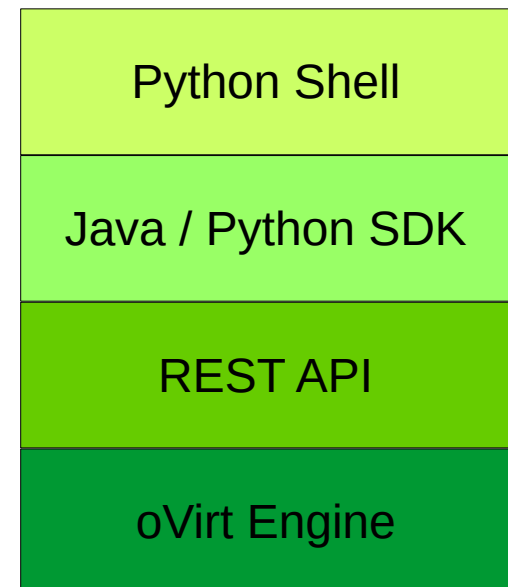 Python Shell
Java / Python SDK
REST API
oVirt Engine